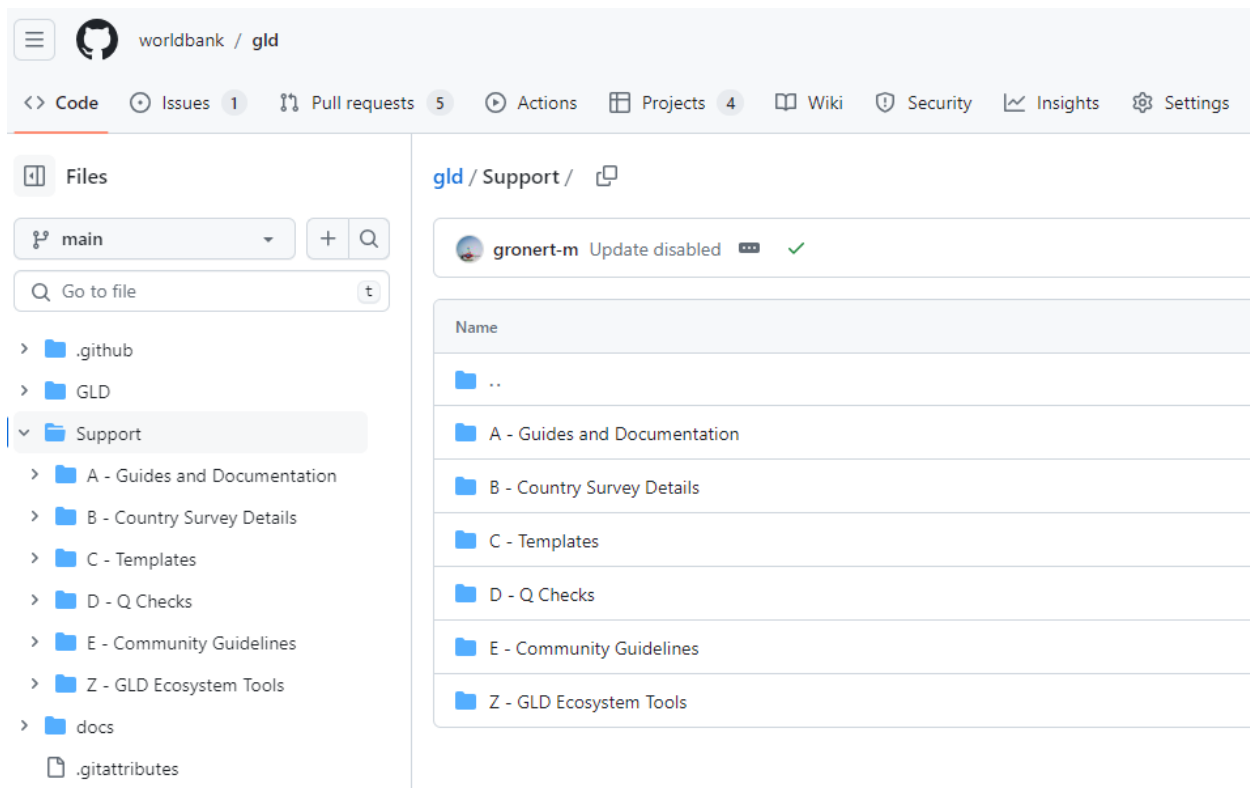 worldbank / gld
Code Issues 1 Pull requests 5 Actions Projects 4 Wiki Security Insights Settings
Files
main
Go to file t
.github
GLD
Support
A - Guides and Documentation
B - Country Survey Details
C - Templates
D - Q Checks
E - Community Guidelines
Z - GLD Ecosystem Tools
docs
.gitattributes
gld / Support /
gronert-m Update disabled
Name
..
A - Guides and Documentation
B - Country Survey Details
C - Templates
D - Q Checks
E - Community Guidelines
Z - GLD Ecosystem Tools